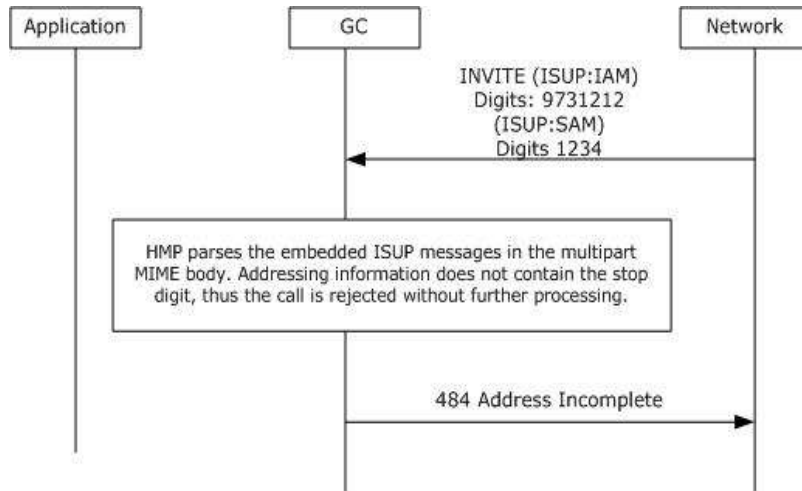 Application
GC
Network
INVITE (ISUP:IAM)
Digits: 9731212
(ISUP:SAM)
Digits 1234
HMP parses the embedded ISUP messages in the multipart
MIME body. Addressing information does not contain the stop
digit, thus the call is rejected without further processing.
484 Address Incomplete